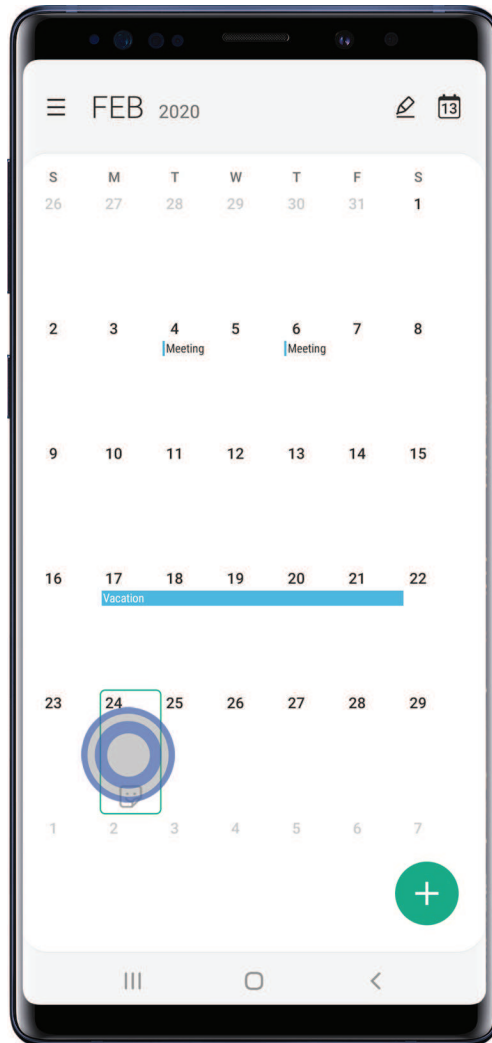 FEB 2020
13
S M T W T F S
26 27 28 29 30 31 1
2 3 4 5 6 7 8
Meeting Meeting
9 10 11 12 13 14 15
16 17 18 19 20 21 22
Vacation
23 24 25 26 27 28 29
1 2 3 4 5 6 7